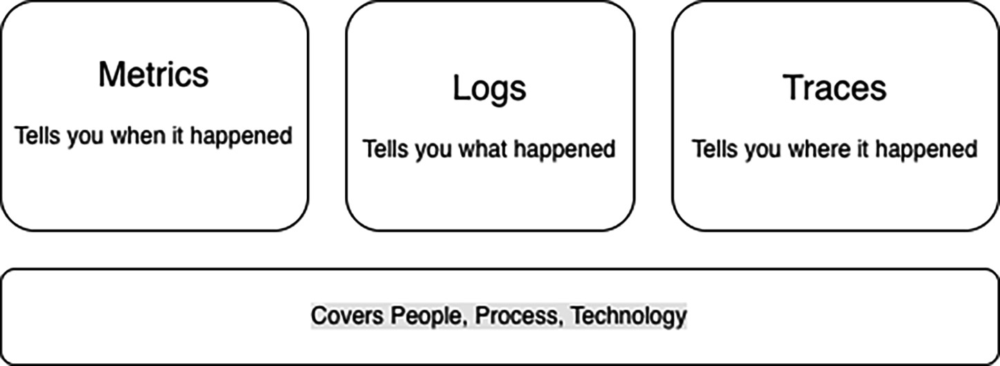 Metrics
Tells you when it happened
Logs
Tells you what happened
Traces
Tells you where it happened
Covers People, Process, Technology